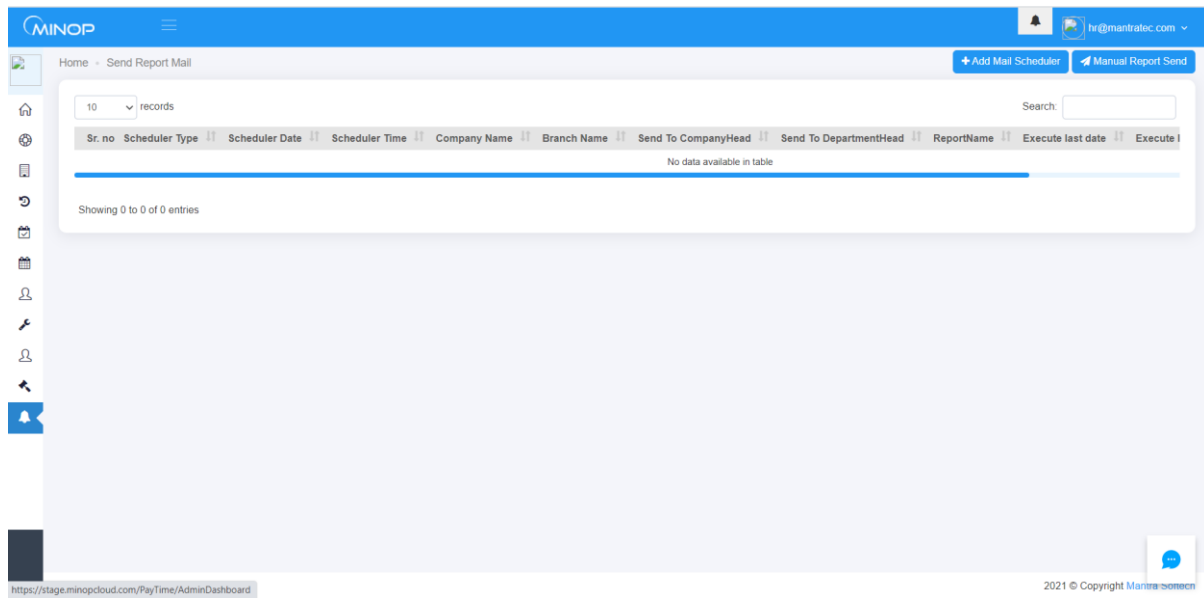 MINOP
hr@mantratec.com
Home - Send Report Mail
Add Mail Scheduler
Manual Report Send
10 records
Search:
Sr. no Scheduler Type Scheduler Date Scheduler Time Company Name Branch Name Send To CompanyHead Send To DepartmentHead ReportName Execute last date Execute
No data available in table
Showing 0 to 0 of 0 entries
https://stage.minopcloud.com/PayTime/AdminDashboard
2021 © Copyright Mantra Softech